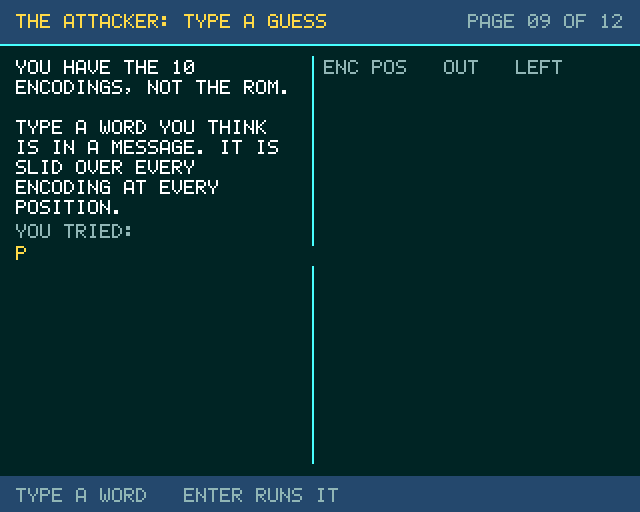 THE ATTACKER: TYPE A GUESS
PAGE 09 OF 12
YOU HAVE THE 10
ENCODINGS, NOT THE ROM.
TYPE A WORD YOU THINK
IS IN A MESSAGE. IT IS
SLID OVER EVERY
ENCODING AT EVERY
POSITION.
YOU TRIED:
P
ENC POS OUT LEFT
TYPE A WORD ENTER RUNS IT